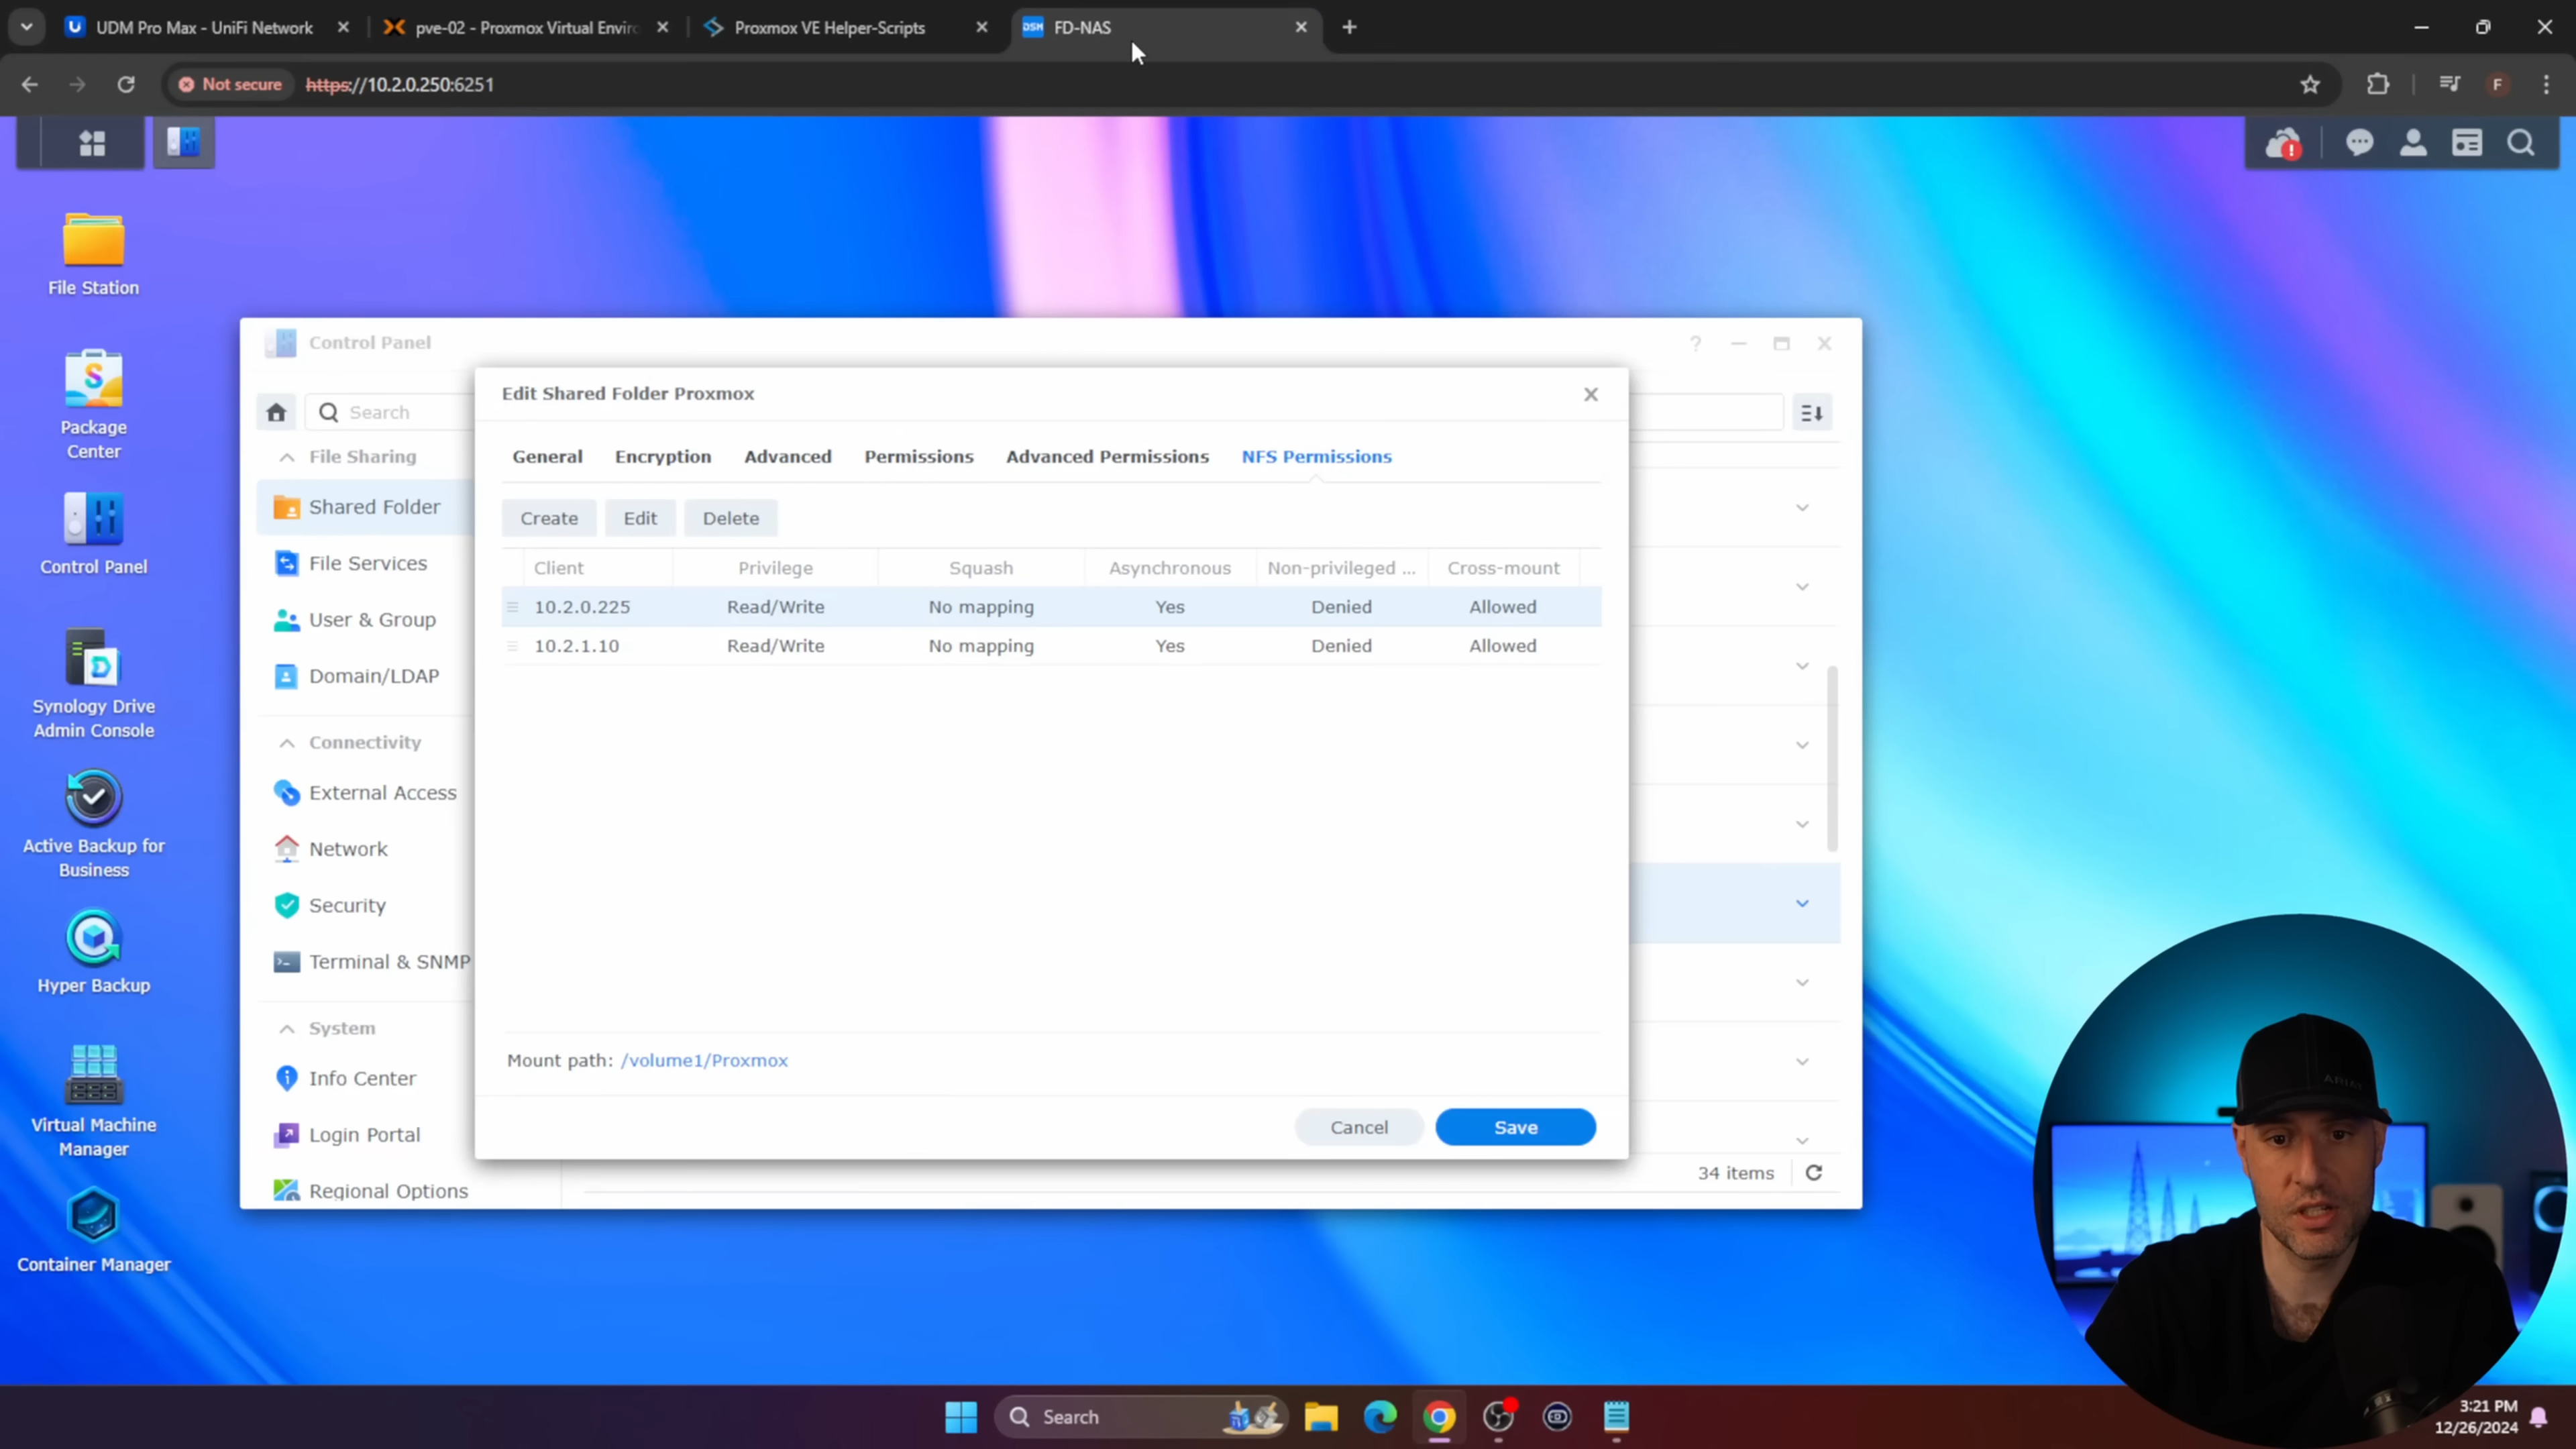 UDM Pro Max - UniFi Network
pve-02 - Proxmox Virtual Enviro
Proxmox VE Helper-Scripts
DSM
FD-NAS
Not secure
https://10.2.0.250:6251
F
File Station
Package
Center
Control Panel
Synology Drive
Admin Console
Active Backup for
Business
Hyper Backup
Virtual Machine
Manager
Container Manager
Control Panel
Search
File Sharing
Shared Folder
File Services
User & Group
Domain/LDAP
Connectivity
External Access
Network
Security
Terminal & SNMP
System
Info Center
Login Portal
Regional Options
Edit Shared Folder Proxmox
General Encryption Advanced Permissions Advanced Permissions NFS Permissions
Create Edit Delete
Client Privilege Squash Asynchronous Non-privileged ... Cross-mount
10.2.0.225 Read/Write No mapping Yes Denied Allowed
10.2.1.10 Read/Write No mapping Yes Denied Allowed
Mount path: /volume1/Proxmox
Cancel Save
34 items
Search
3:21 PM
12/26/2024